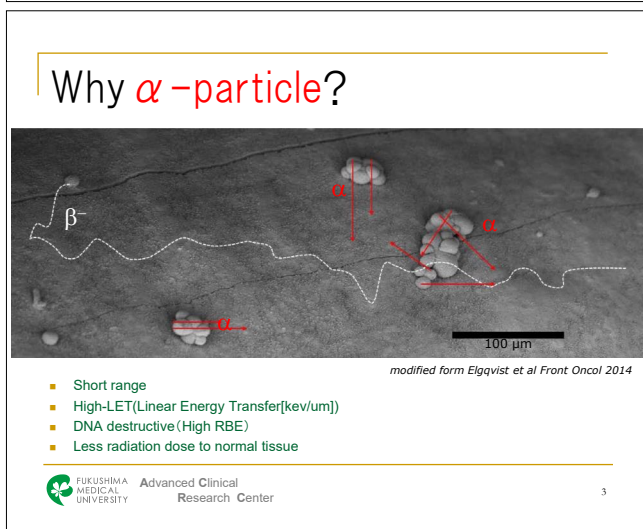 Why α-particle?
β⁻
α
α
α
100 µm
modified form Elgqvist et al Front Oncol 2014
Short range
High-LET(Linear Energy Transfer[kev/um])
DNA destructive（High RBE）
Less radiation dose to normal tissue
FUKUSHIMA
MEDICAL
UNIVERSITY
Advanced Clinical
Research Center
3